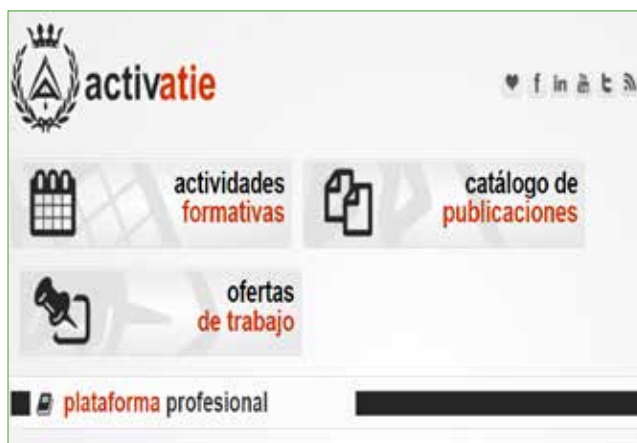 activatie
actividades
formativas
catálogo de
publicaciones
ofertas
de trabajo
plataforma profesional